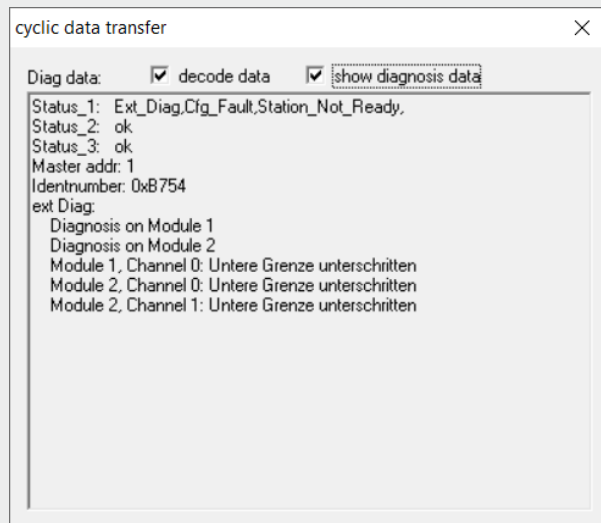 cyclic data transfer
Diag data: decode data show diagnosis data
Status_1: Ext_Diag,Cfg_Fault,Station_Not_Ready,
Status_2: ok
Status_3: ok
Master addr: 1
Identnumber: 0xB754
ext Diag:
Diagnosis on Module 1
Diagnosis on Module 2
Module 1, Channel 0: Untere Grenze unterschritten
Module 2, Channel 0: Untere Grenze unterschritten
Module 2, Channel 1: Untere Grenze unterschritten